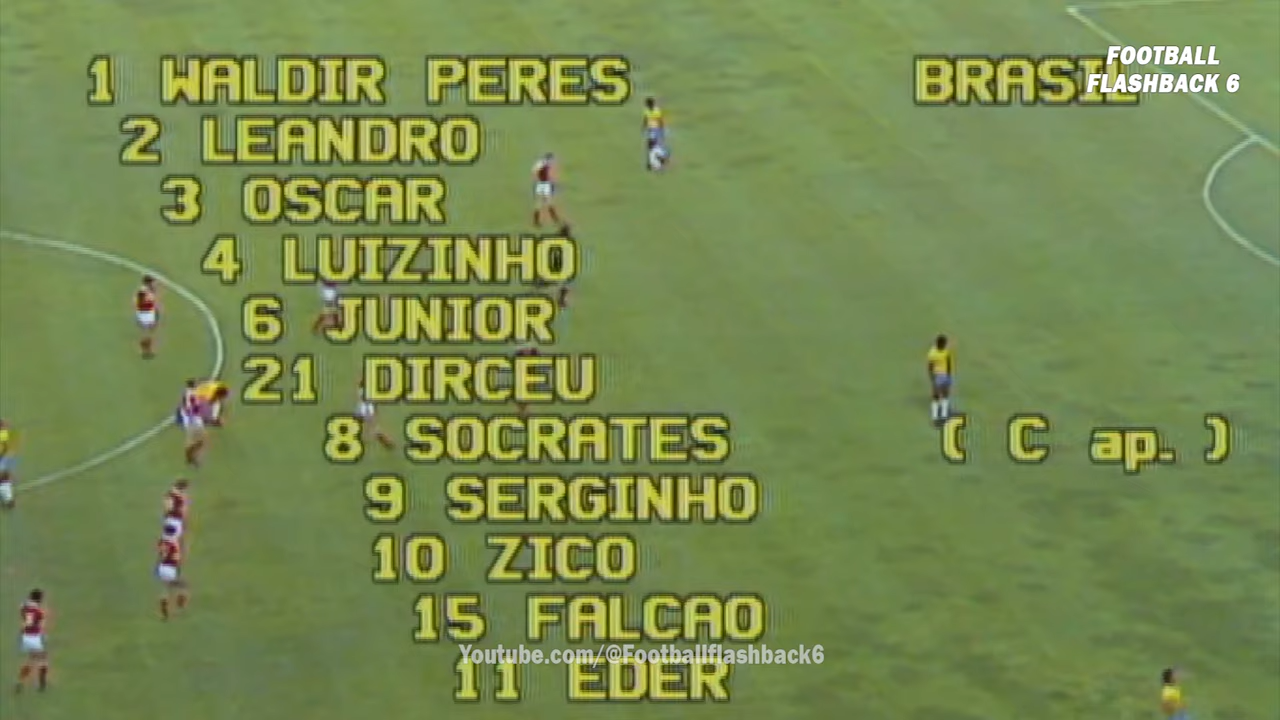 1 WALDIR PERES BRASIL
FOOTBALL
FLASHBACK 6
2 LEANDRO
3 OSCAR
4 LUIZINHO
6 JUNIOR
21 DIRCEU
8 SOCRATES ( C ap. )
9 SERGINHO
10 ZICO
15 FALCAO
Youtube.com/@Footballflashback6
11 EDER